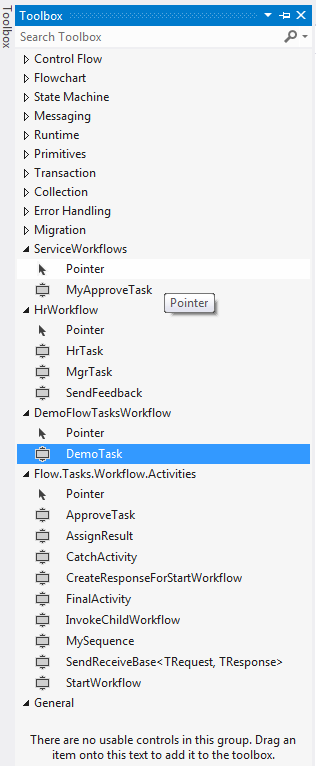 Toolbox
Toolbox
Search Toolbox
Control Flow
Flowchart
State Machine
Messaging
Runtime
Primitives
Transaction
Collection
Error Handling
Migration
ServiceWorkflows
Pointer
MyApproveTask
Pointer
HrWorkflow
Pointer
HrTask
MgrTask
SendFeedback
DemoFlowTasksWorkflow
Pointer
DemoTask
Flow.Tasks.Workflow.Activities
Pointer
ApproveTask
AssignResult
CatchActivity
CreateResponseForStartWorkflow
FinalActivity
InvokeChildWorkflow
MySequence
SendReceiveBase<TRequest, TResponse>
StartWorkflow
General
There are no usable controls in this group. Drag an
item onto this text to add it to the toolbox.